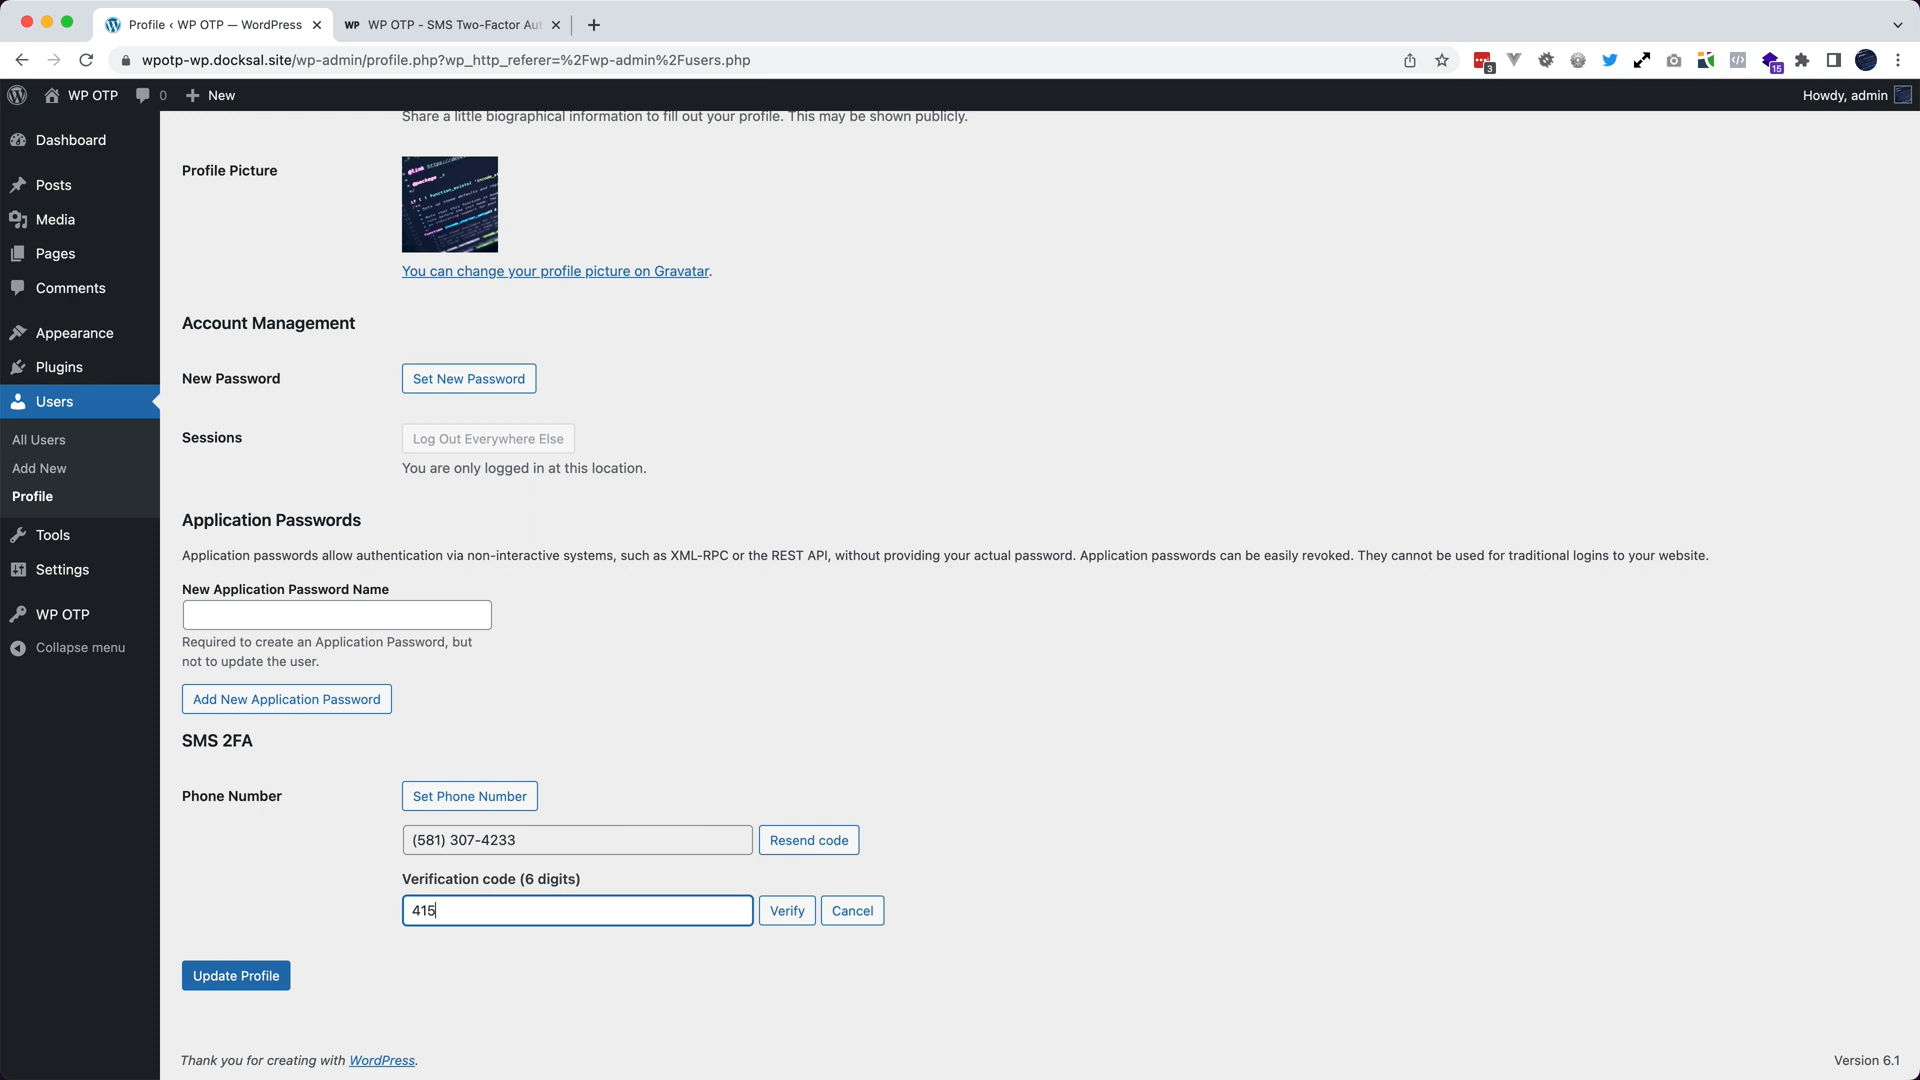 Profile ‹ WP OTP — WordPress
WP WP OTP - SMS Two-Factor Aut
wpotp-wp.docksal.site/wp-admin/profile.php?wp_http_referer=%2Fwp-admin%2Fusers.php
3
15
WP OTP
0
New
Howdy, admin
Dashboard
Posts
Media
Pages
Comments
Appearance
Plugins
Users
All Users
Add New
Profile
Tools
Settings
WP OTP
Collapse menu
Share a little biographical information to fill out your profile. This may be shown publicly.
Profile Picture
You can change your profile picture on Gravatar.
Account Management
New Password
Set New Password
Sessions
Log Out Everywhere Else
You are only logged in at this location.
Application Passwords
Application passwords allow authentication via non-interactive systems, such as XML-RPC or the REST API, without providing your actual password. Application passwords can be easily revoked. They cannot be used for traditional logins to your website.
New Application Password Name
Required to create an Application Password, but
not to update the user.
Add New Application Password
SMS 2FA
Phone Number
Set Phone Number
(581) 307-4233
Resend code
Verification code (6 digits)
415
Verify
Cancel
Update Profile
Thank you for creating with WordPress.
Version 6.1